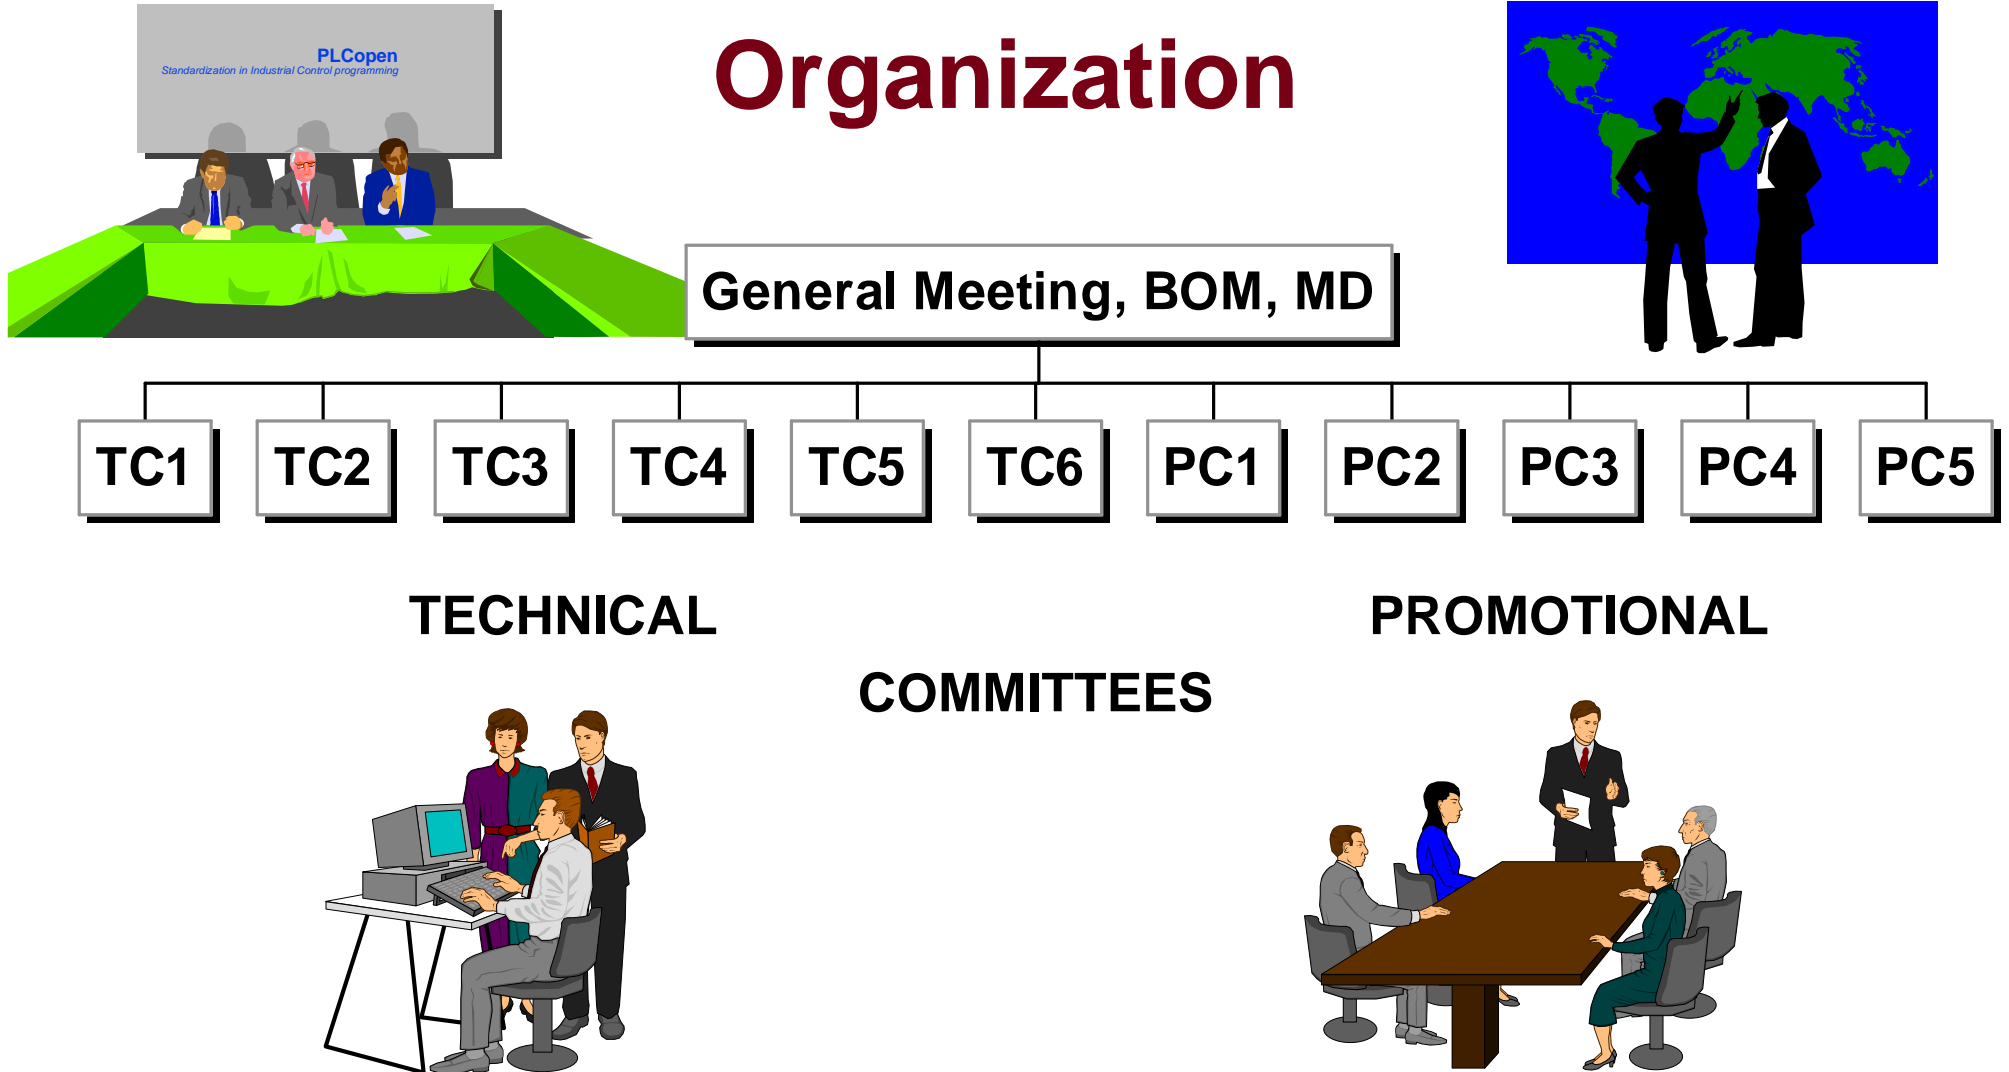 PLCopen
Standardization in Industrial Control programming
Organization
General Meeting, BOM, MD
TC1 TC2 TC3 TC4 TC5 TC6 PC1 PC2 PC3 PC4 PC5
TECHNICAL PROMOTIONAL
COMMITTEES